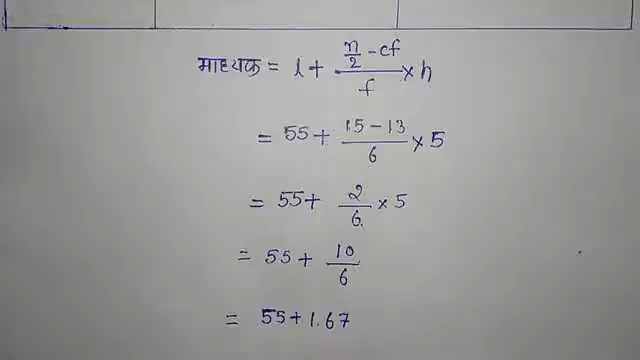 माध्यक = l + (n/2 - cf)/f × h
= 55 + (15 - 13)/6 × 5
= 55 + 2/6 × 5
= 55 + 10/6
= 55 + 1.67